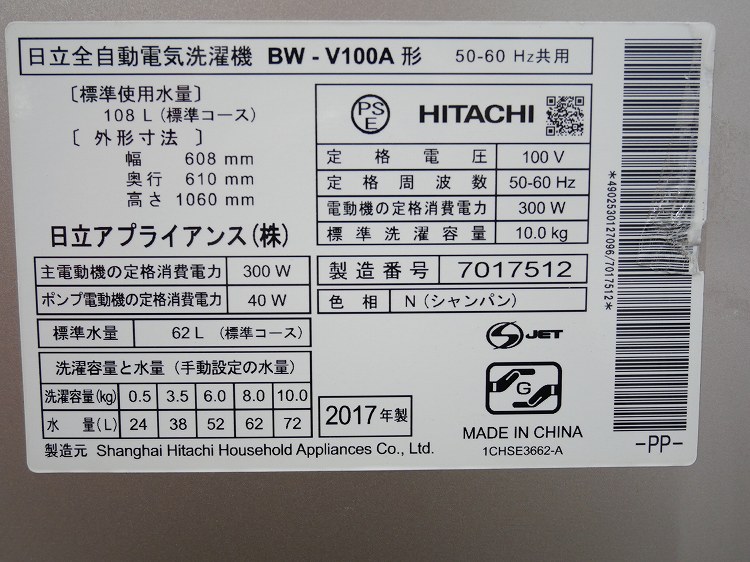 日立全自動電気洗濯機 BW - V100A 形 50-60 Hz共用
〔標準使用水量〕
108 L (標準コース)
〔 外形寸法 〕
幅 608 mm
奥行 610 mm
高さ 1060 mm
日立アプライアンス(株)
主電動機の定格消費電力 300 W
ポンプ電動機の定格消費電力 40 W
標準水量 62 L (標準コース)
洗濯容量と水量 (手動設定の水量)
洗濯容量(kg) 0.5 3.5 6.0 8.0 10.0
水 量(L) 24 38 52 62 72
製造元 Shanghai Hitachi Household Appliances Co., Ltd.
PS
E
HITACHI
定格電圧 100 V
定格周波数 50-60 Hz
電動機の定格消費電力 300 W
標準洗濯容量 10.0 kg
製造番号 7017512
色相 N (シャンパン)
S JET
G
2017 年製
MADE IN CHINA
1CHSE3662-A
*4902530127096/7017512*
-PP-